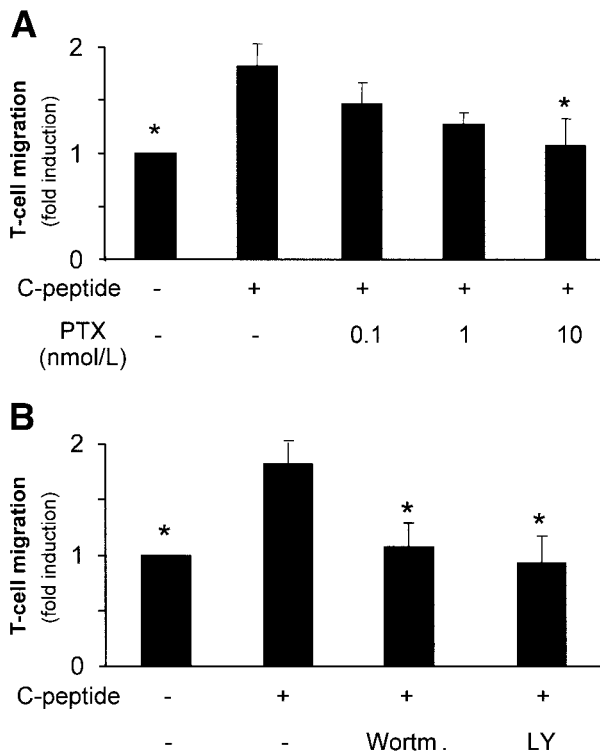 A
T-cell migration
(fold induction)
2
1
0
*
*
C-peptide - + + + +
PTX
(nmol/L) - - 0.1 1 10
B
T-cell migration
(fold induction)
2
1
0
*
*
*
C-peptide - + + +
- - Wortm . LY